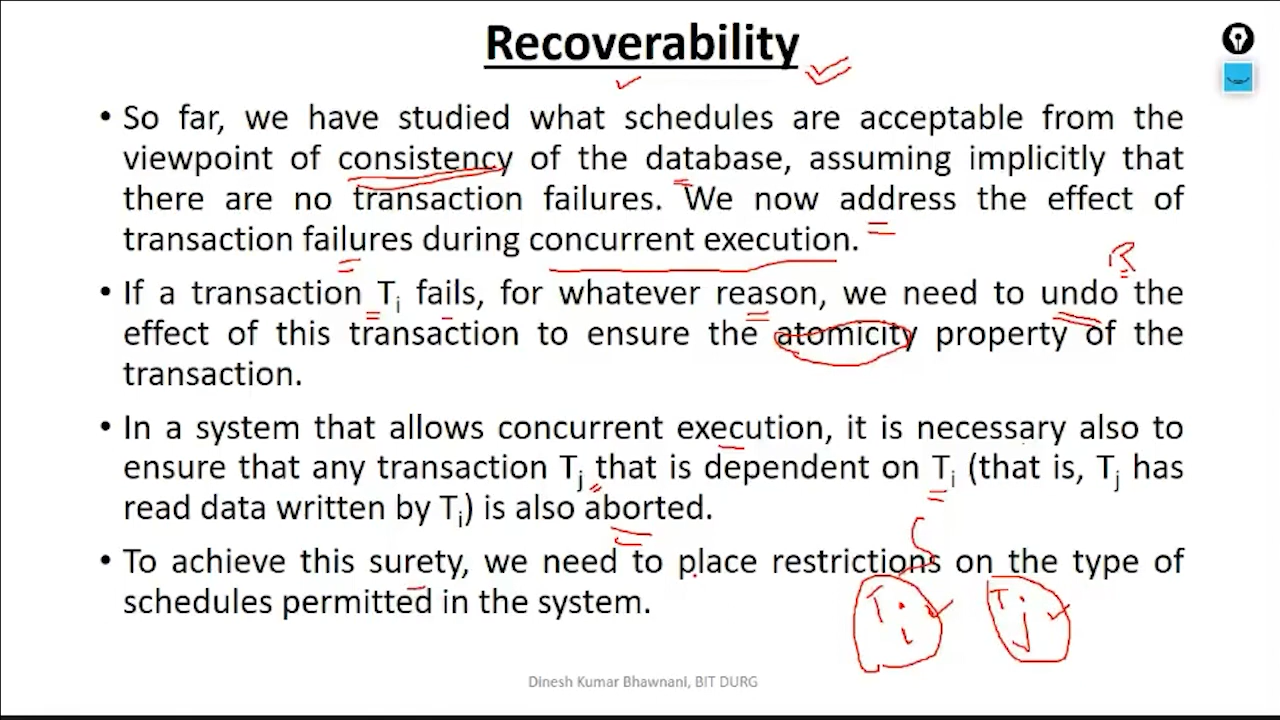 Recoverability
• So far, we have studied what schedules are acceptable from the
viewpoint of consistency of the database, assuming implicitly that
there are no transaction failures. We now address the effect of
transaction failures during concurrent execution.
R
• If a transaction Ti fails, for whatever reason, we need to undo the
effect of this transaction to ensure the atomicity property of the
transaction.
• In a system that allows concurrent execution, it is necessary also to
ensure that any transaction Tj that is dependent on Ti (that is, Tj has
read data written by Ti) is also aborted.
• To achieve this surety, we need to place restrictions on the type of
schedules permitted in the system.
S
Ti Tj
Dinesh Kumar Bhawnani, BIT DURG